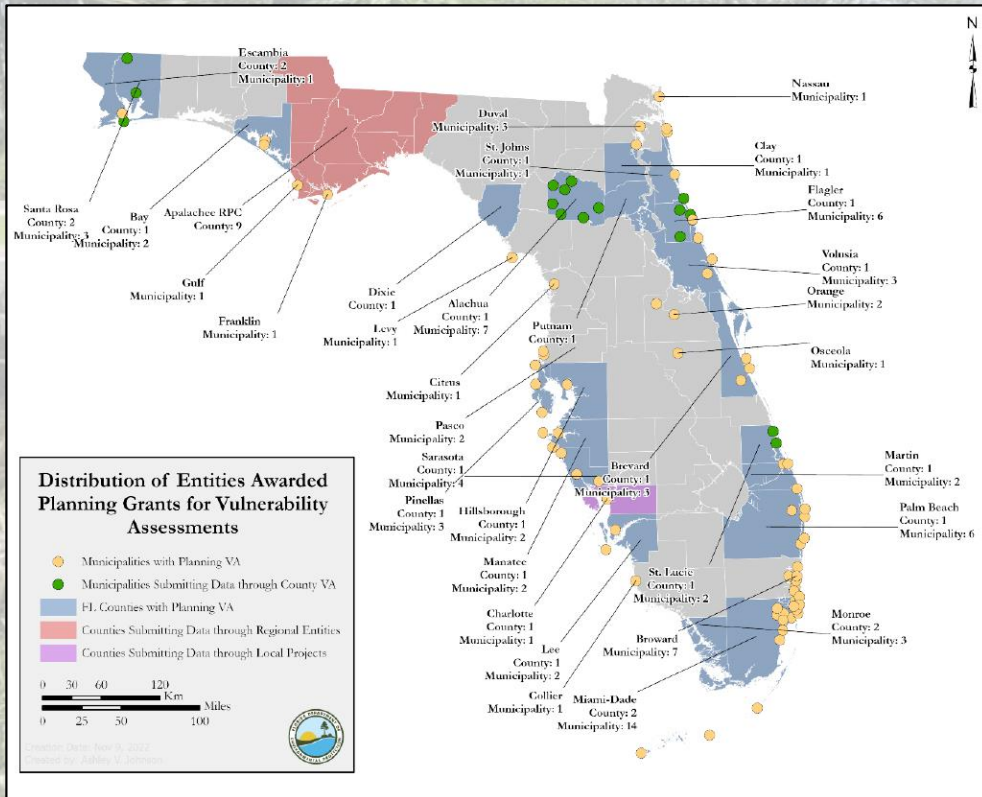 N
Escambia
County: 2
Municipality: 1
Nassau
Municipality: 1
Duval
Municipality: 3
St. Johns
County: 1
Municipality: 1
Clay
County: 1
Municipality: 1
Flagler
County: 1
Municipality: 6
Santa Rosa
County: 2
Municipality: 3
Bay
County: 1
Municipality: 2
Apalachee RPC
County: 9
Gulf
Municipality: 1
Franklin
Municipality: 1
Dixie
County: 1
Levy
Municipality: 1
Alachua
County: 1
Municipality: 7
Putnam
County: 1
Volusia
County: 1
Municipality: 3
Orange
Municipality: 2
Osceola
Municipality: 1
Citrus
Municipality: 1
Pasco
Municipality: 2
Sarasota
County: 1
Municipality: 4
Pinellas
County: 1
Municipality: 3
Hillsborough
County: 1
Municipality: 2
Brevard
County: 1
Municipality: 3
Martin
County: 1
Municipality: 2
Palm Beach
County: 1
Municipality: 6
Manatee
County: 1
Municipality: 2
St. Lucie
County: 1
Municipality: 2
Charlotte
County: 1
Municipality: 1
Lee
County: 1
Municipality: 2
Collier
Municipality: 1
Broward
Municipality: 7
Monroe
County: 2
Municipality: 3
Miami-Dade
County: 2
Municipality: 14
Distribution of Entities Awarded
Planning Grants for Vulnerability
Assessments
Municipalities with Planning VA
Municipalities Submitting Data through County VA
FL Counties with Planning VA
Counties Submitting Data through Regional Entities
Counties Submitting Data through Local Projects
0 30 60 120
Km
Miles
0 25 50 100
Creation Date: Nov 9, 2022
Created by: Ashley V. Johnson